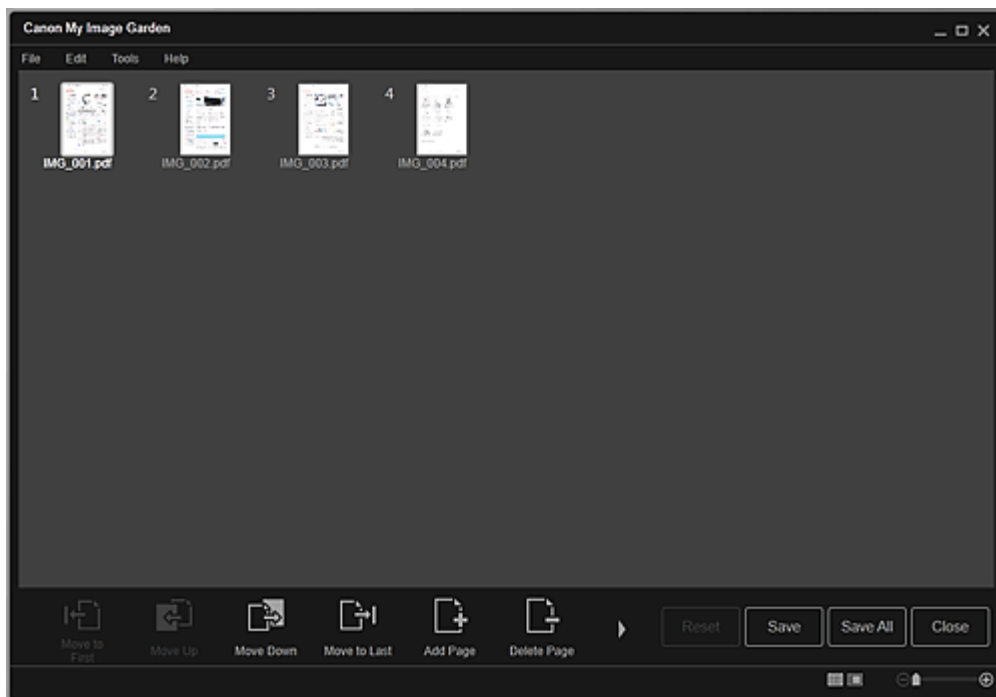 Canon My Image Garden
File Edit Tools Help
1 2 3 4
IMG_001.pdf IMG_002.pdf IMG_003.pdf IMG_004.pdf
Move to First Move Up Move Down Move to Last Add Page Delete Page Reset Save Save All Close